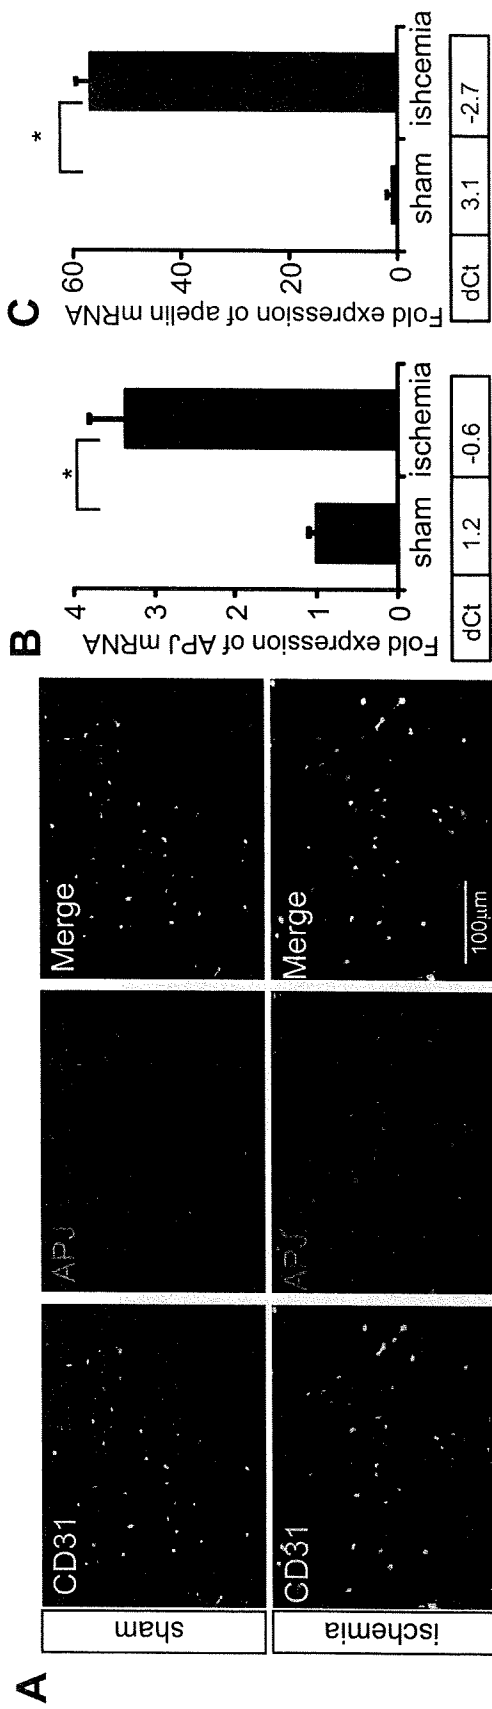 A
sham
CD31
APJ
Merge
ischemia
CD31
APJ
Merge
100µm
B
Fold expression of APJ mRNA
4
3
2
1
0
*
sham ischemia
dCt 1.2 -0.6
C
Fold expression of apelin mRNA
60
40
20
0
*
sham ishcemia
dCt 3.1 -2.7